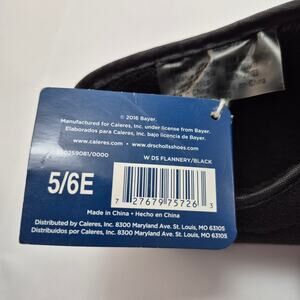 © 2016 Bayer.
Manufactured for Caleres, Inc. under license from Bayer.
Elaborados para Caleres, Inc. bajo licencia de Bayer.
www.caleres.com www.drschollsshoes.com
W DS FLANNERY/BLACK
5/6E
7 27679 75726 3
Made in China • Hecho en China
Distributed by Caleres, Inc. 8300 Maryland Ave. St. Louis, MO 63105
Distribuidos por Caleres, Inc. 8300 Maryland Ave. St. Louis, MO 63105